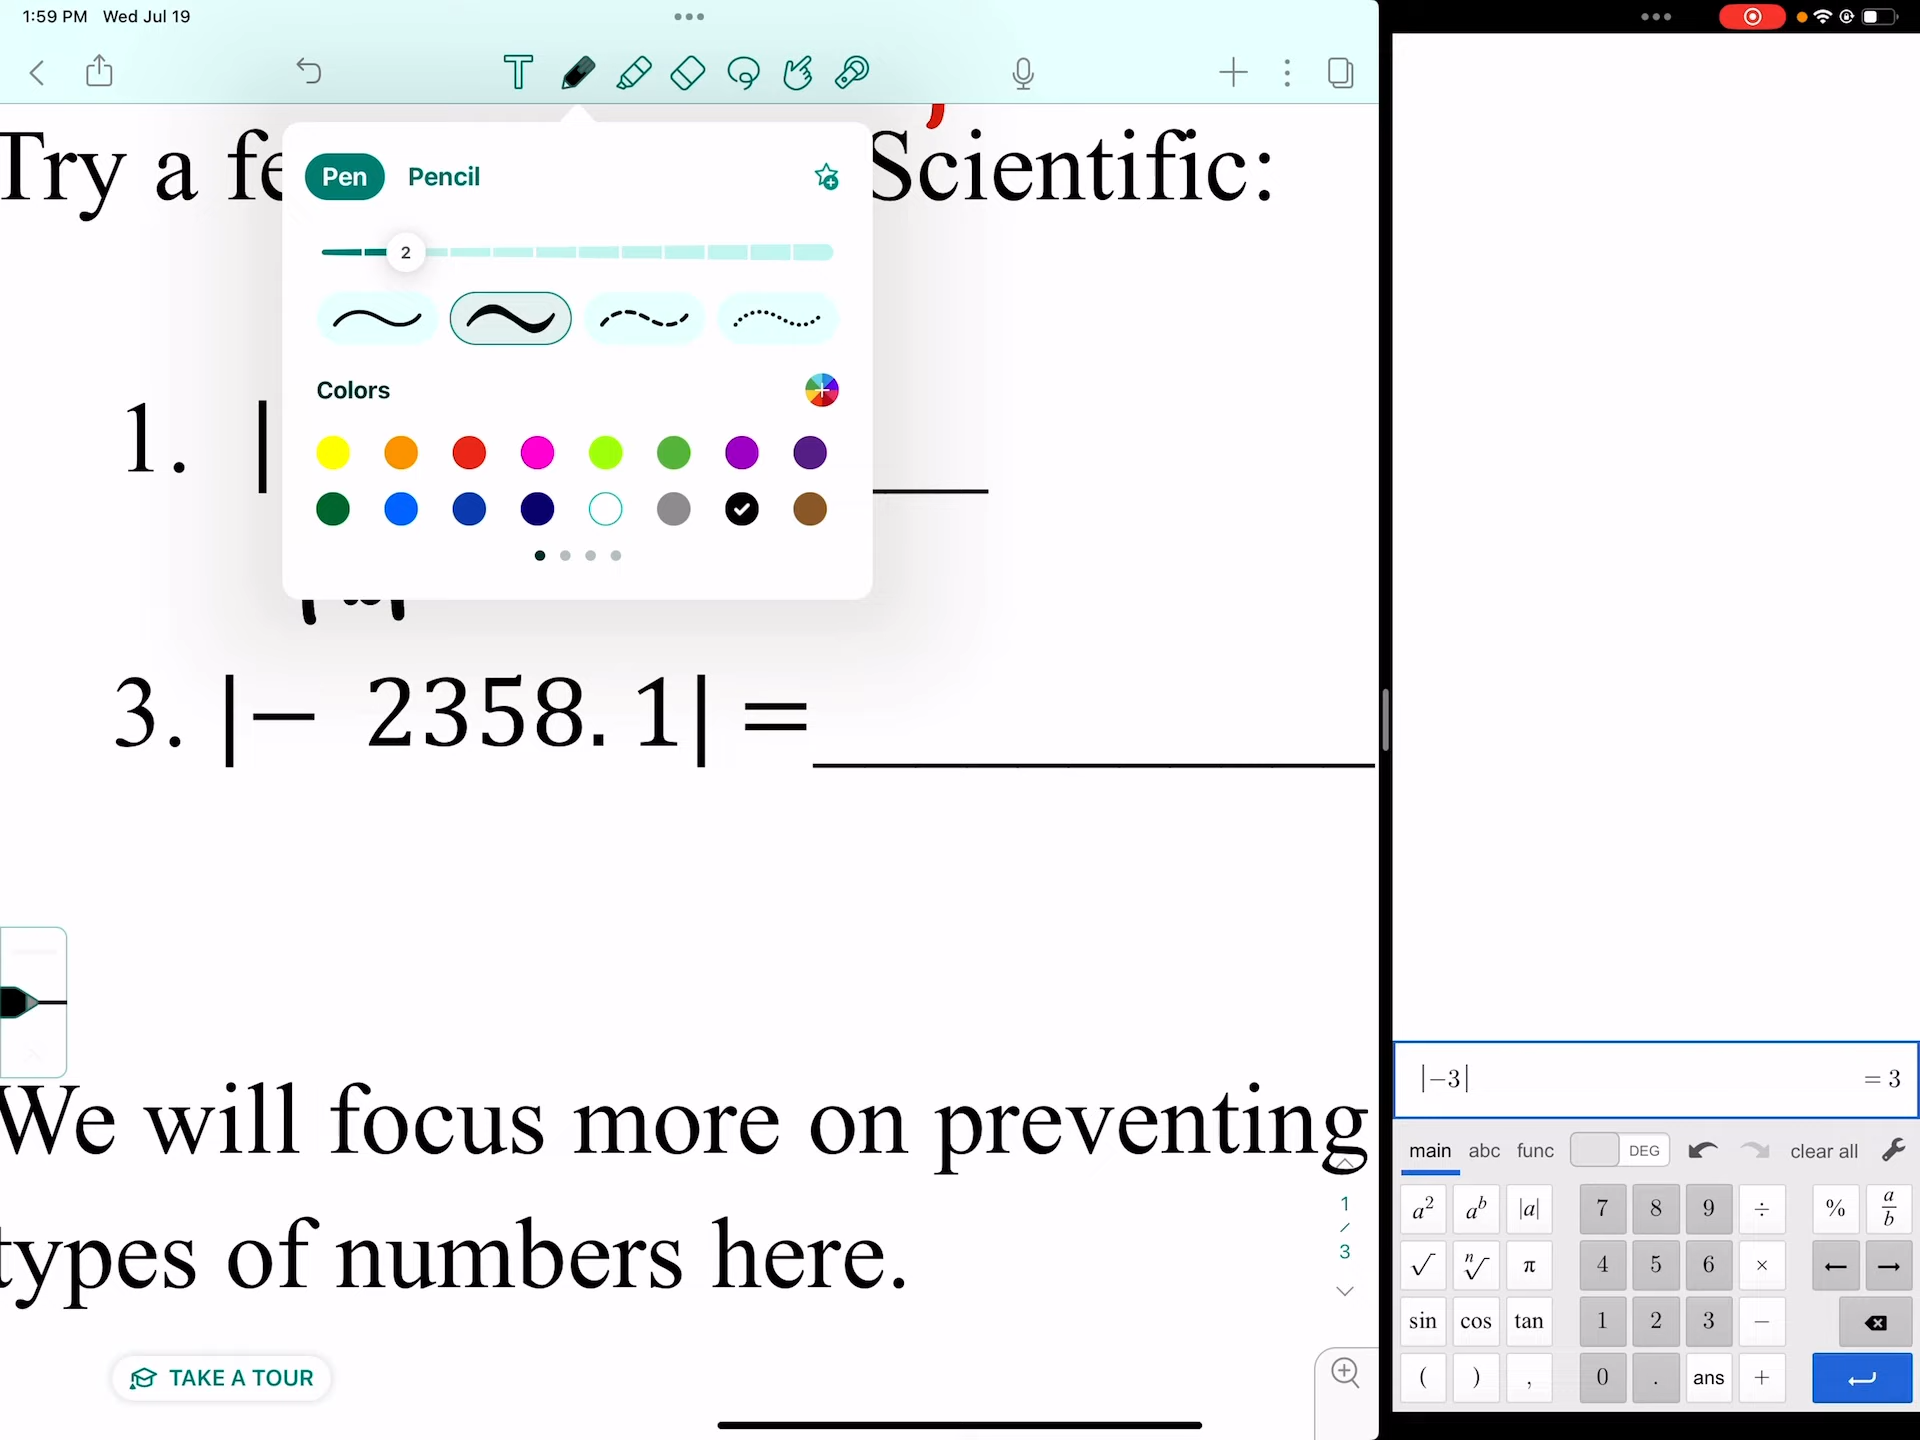 1:59 PM Wed Jul 19
T
Try a fe
Scientific:
Pen Pencil
2
Colors
1. |
3. |− 2358.1| =
We will focus more on preventing
types of numbers here.
1
/
3
TAKE A TOUR
|−3| = 3
main abc func DEG clear all
a² aᵇ |a| 7 8 9 ÷ % a/b
√ ⁿ√ π 4 5 6 × ← →
sin cos tan 1 2 3 −
( ) , 0 . ans +